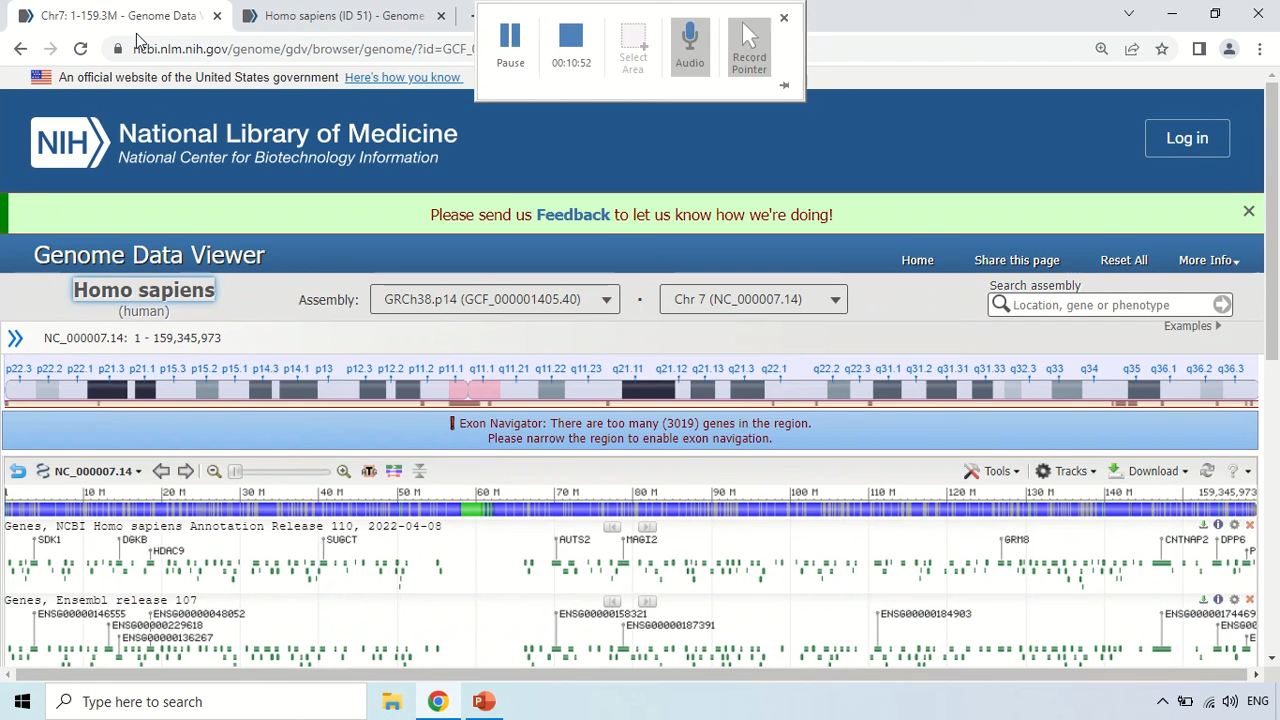 Chr7: 1-159.3M - Genome Data V
Homo sapiens (ID 51) - Genome
Pause
00:10:52
Select Area
Audio
Record Pointer
ncbi.nlm.nih.gov/genome/gdv/browser/genome/?id=GCF_0
An official website of the United States government Here's how you know
NIH National Library of Medicine
National Center for Biotechnology Information
Log in
Please send us Feedback to let us know how we're doing!
Genome Data Viewer
Home Share this page Reset All More Info
Homo sapiens
(human)
Assembly: GRCh38.p14 (GCF_000001405.40) · Chr 7 (NC_000007.14)
Search assembly
Location, gene or phenotype
Examples
NC_000007.14: 1 - 159,345,973
p22.3 p22.2 p22.1 p21.3 p21.1 p15.3 p15.2 p15.1 p14.3 p14.1 p13 p12.3 p12.1 p11.2 p11.1 q11.1 q11.21 q11.22 q11.23 q21.11 q21.12 q21.13 q21.3 q22.1 q22.2 q22.3 q31.1 q31.2 q31.31 q31.33 q32.3 q33 q34 q35 q36.1 q36.3
! Exon Navigator: There are too many (3019) genes in the region.
Please narrow the region to enable exon navigation.
NC_000007.14 Tools Tracks Download ?
1 10 M 20 M 30 M 40 M 50 M 60 M 70 M 80 M 90 M 100 M 110 M 120 M 130 M 140 M 159,345,973
Genes, NCBI Homo sapiens Annotation Release 110, 2022-04-08
SDK1 DGKB SUGCT AUTS2 MAGI2 GRM8 CNTNAP2 DPP6
HDAC9 P
Genes, Ensembl release 107
ENSG00000146555 ENSG00000048052 ENSG00000158321 ENSG00000184903 ENSG00000174469
ENSG00000229618 ENSG00000187391 ENS
ENSG00000136267 E
Type here to search
ENG